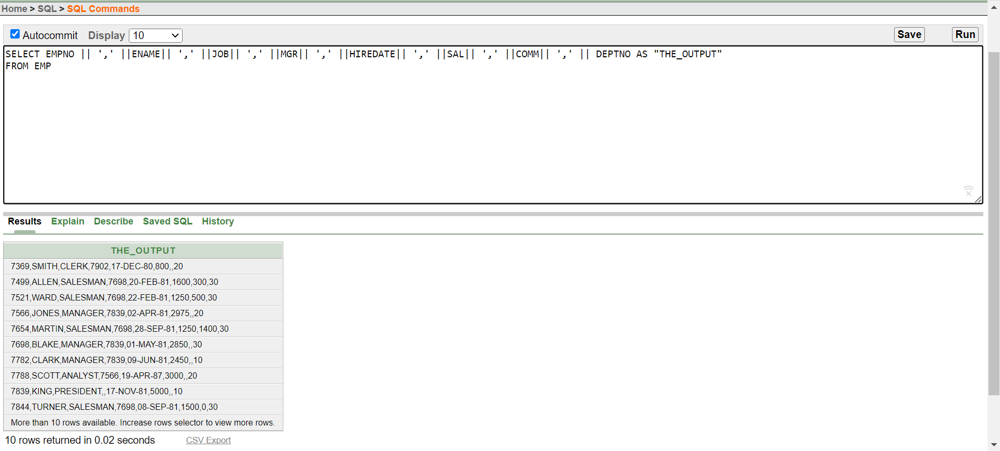 Home > SQL > SQL Commands
Autocommit Display 10 Save Run
SELECT EMPNO || ',' ||ENAME|| ',' ||JOB|| ',' ||MGR|| ',' ||HIREDATE|| ',' ||SAL|| ',' ||COMM|| ',' || DEPTNO AS "THE_OUTPUT"
FROM EMP
Results Explain Describe Saved SQL History
THE_OUTPUT
7369,SMITH,CLERK,7902,17-DEC-80,800,,20
7499,ALLEN,SALESMAN,7698,20-FEB-81,1600,300,30
7521,WARD,SALESMAN,7698,22-FEB-81,1250,500,30
7566,JONES,MANAGER,7839,02-APR-81,2975,,20
7654,MARTIN,SALESMAN,7698,28-SEP-81,1250,1400,30
7698,BLAKE,MANAGER,7839,01-MAY-81,2850,,30
7782,CLARK,MANAGER,7839,09-JUN-81,2450,,10
7788,SCOTT,ANALYST,7566,19-APR-87,3000,,20
7839,KING,PRESIDENT,,17-NOV-81,5000,,10
7844,TURNER,SALESMAN,7698,08-SEP-81,1500,0,30
More than 10 rows available. Increase rows selector to view more rows.
10 rows returned in 0.02 seconds CSV Export